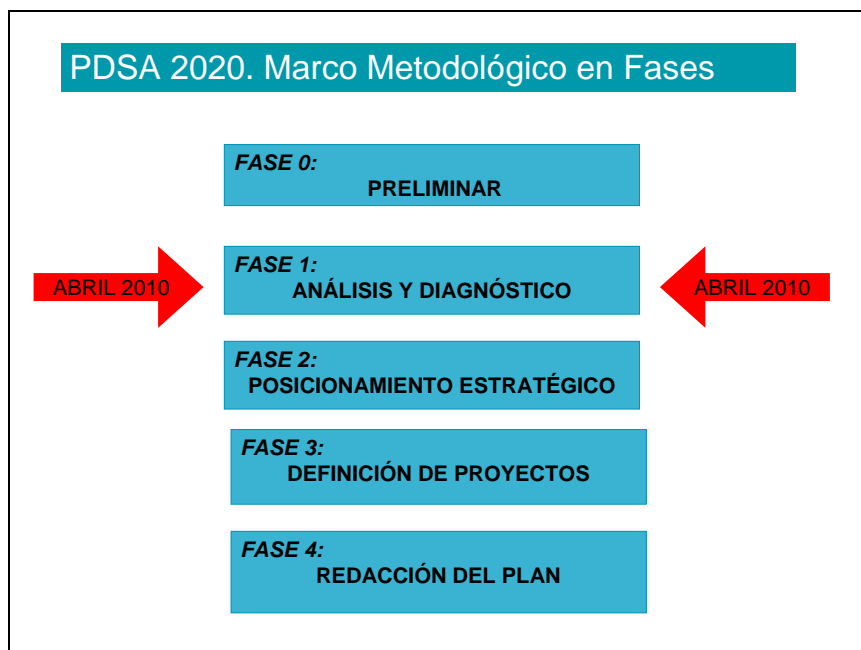 PDSA 2020. Marco Metodológico en Fases
FASE 0:
PRELIMINAR
ABRIL 2010
FASE 1:
ANÁLISIS Y DIAGNÓSTICO
ABRIL 2010
FASE 2:
POSICIONAMIENTO ESTRATÉGICO
FASE 3:
DEFINICIÓN DE PROYECTOS
FASE 4:
REDACCIÓN DEL PLAN